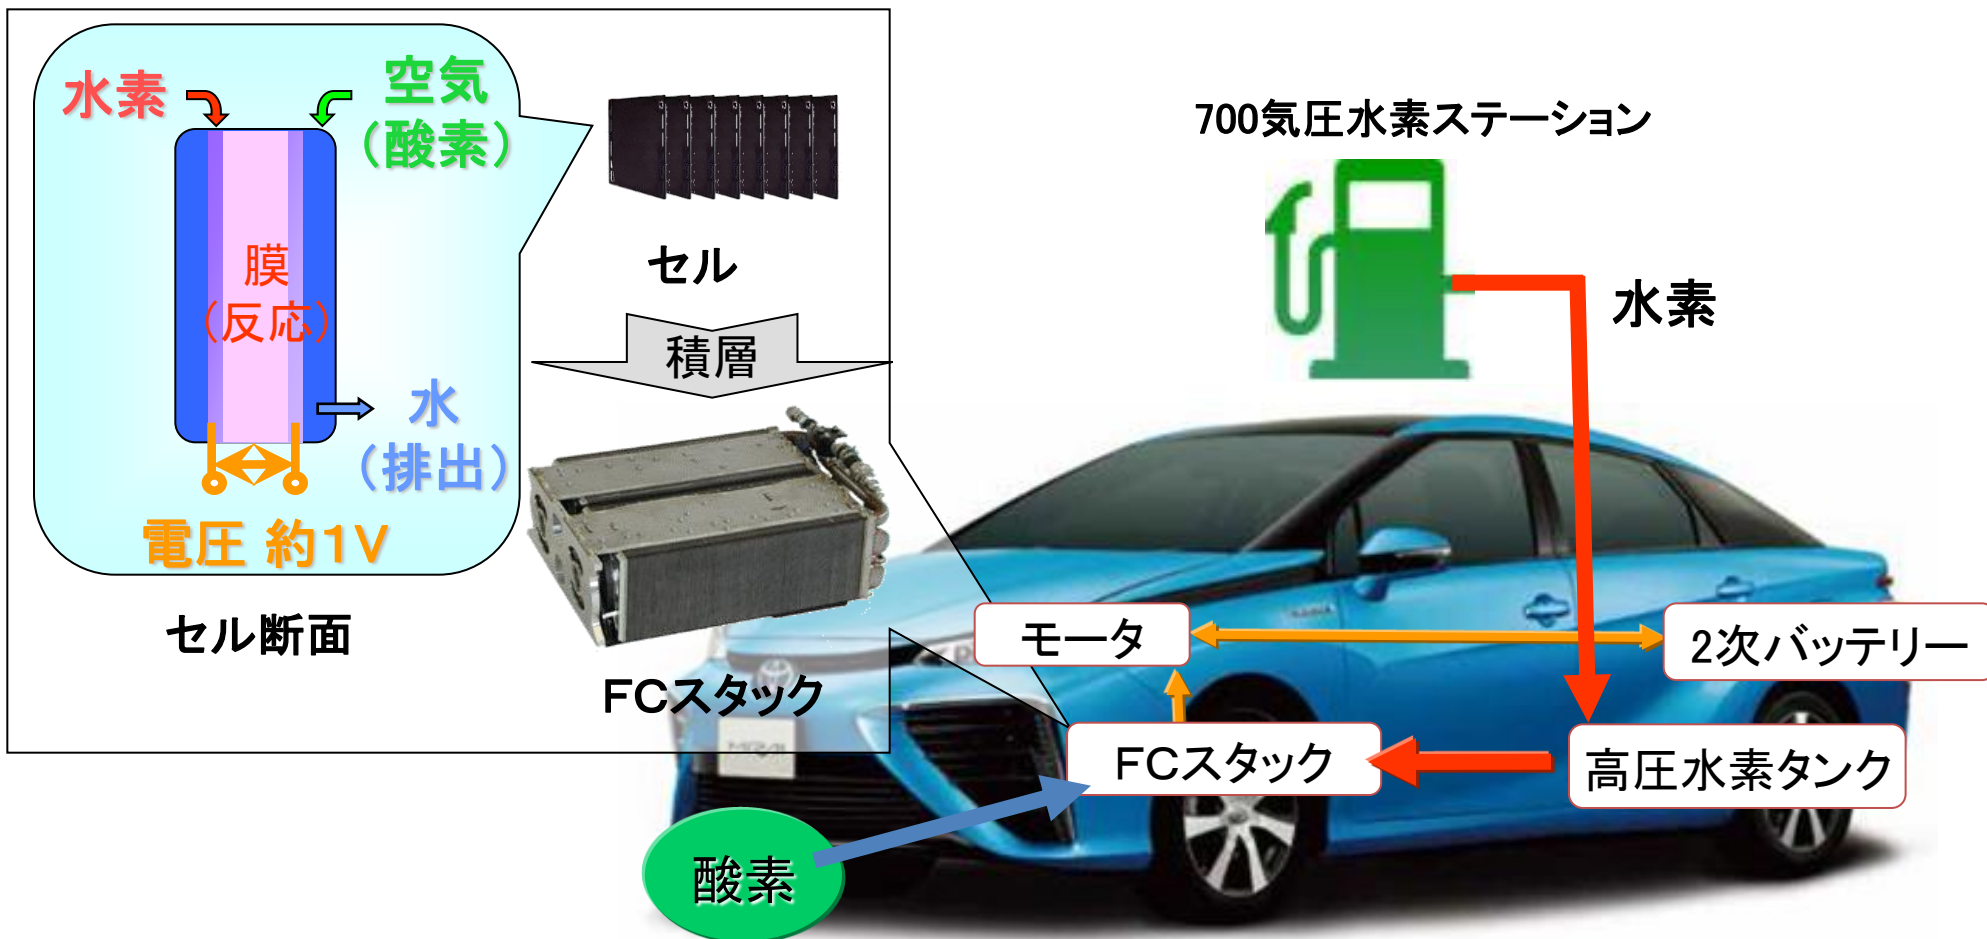 水素
空気
(酸素)
膜
(反応)
水
(排出)
電圧 約1V
セル断面
セル
積層
FCスタック
700気圧水素ステーション
水素
モータ
2次バッテリー
FCスタック
高圧水素タンク
酸素
MIRAI